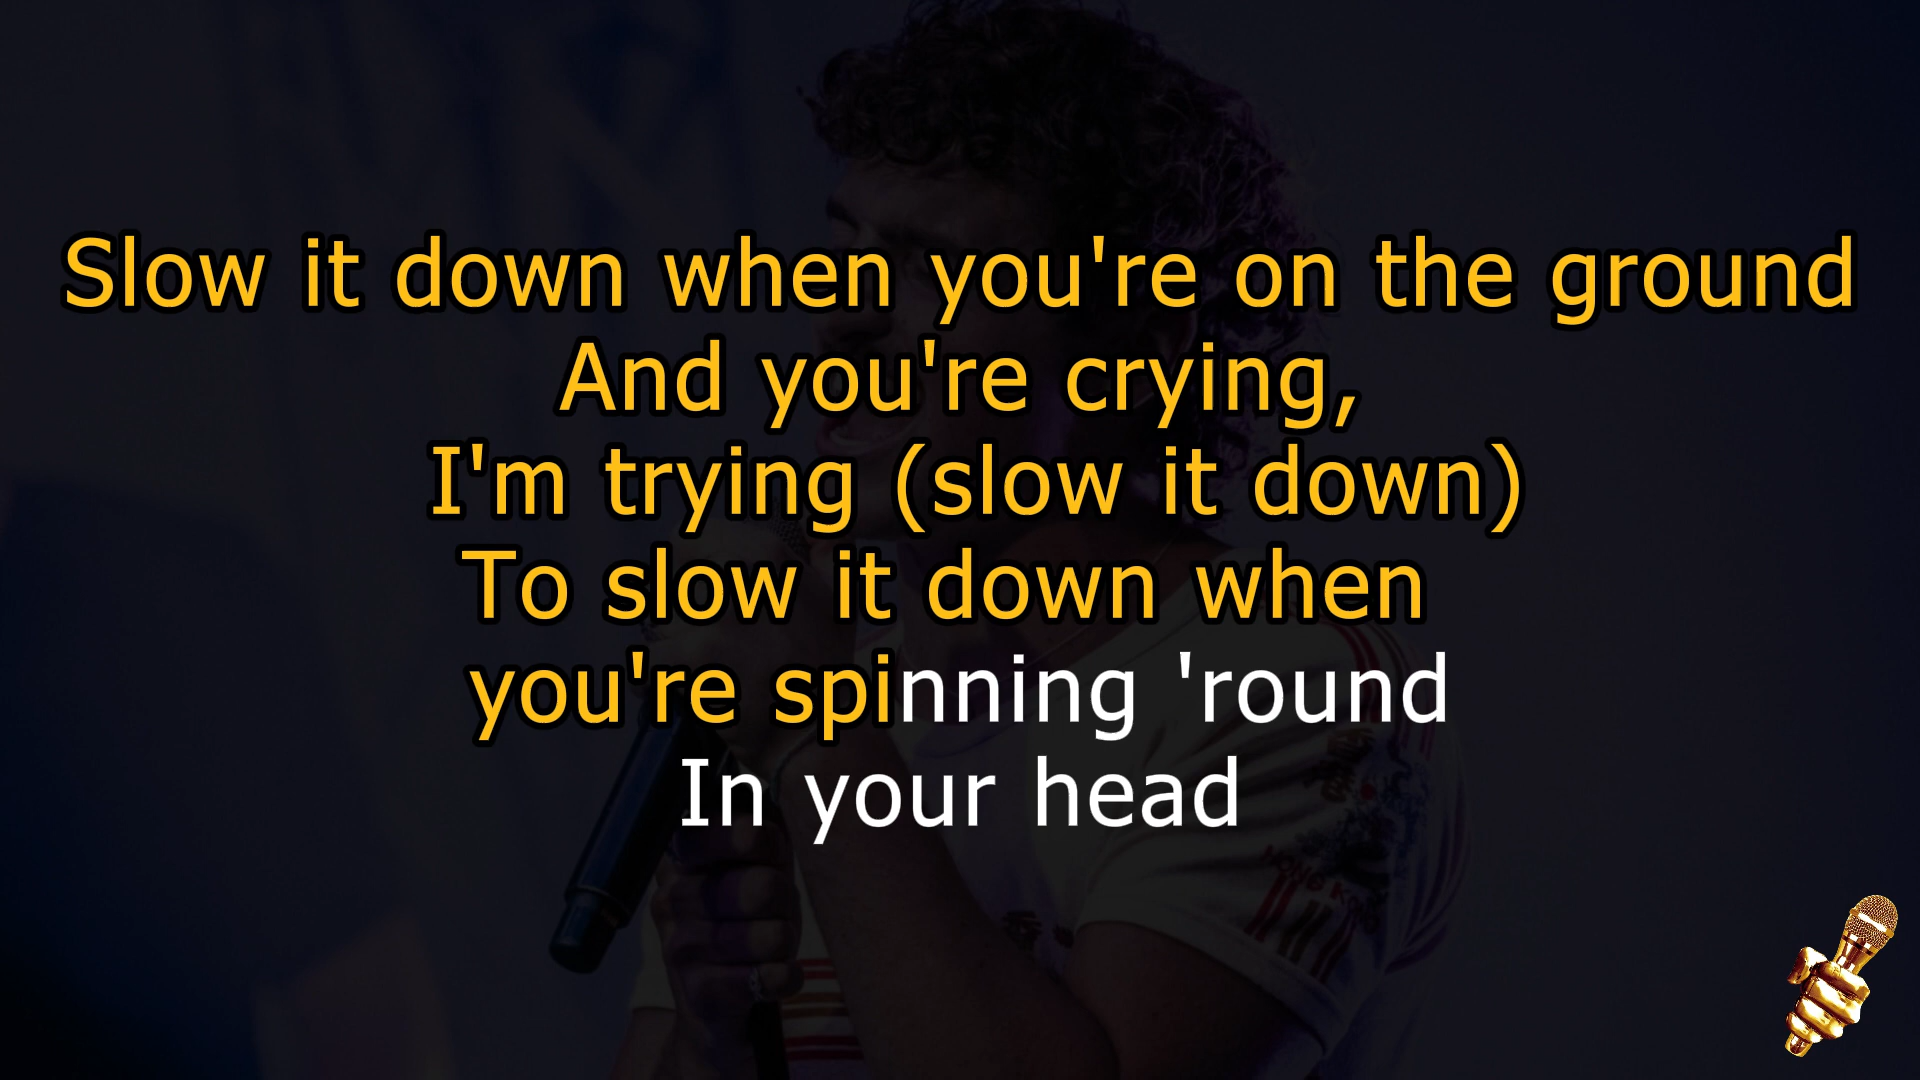 Slow it down when you're on the ground
And you're crying,
I'm trying (slow it down)
To slow it down when
you're spinning 'round
In your head